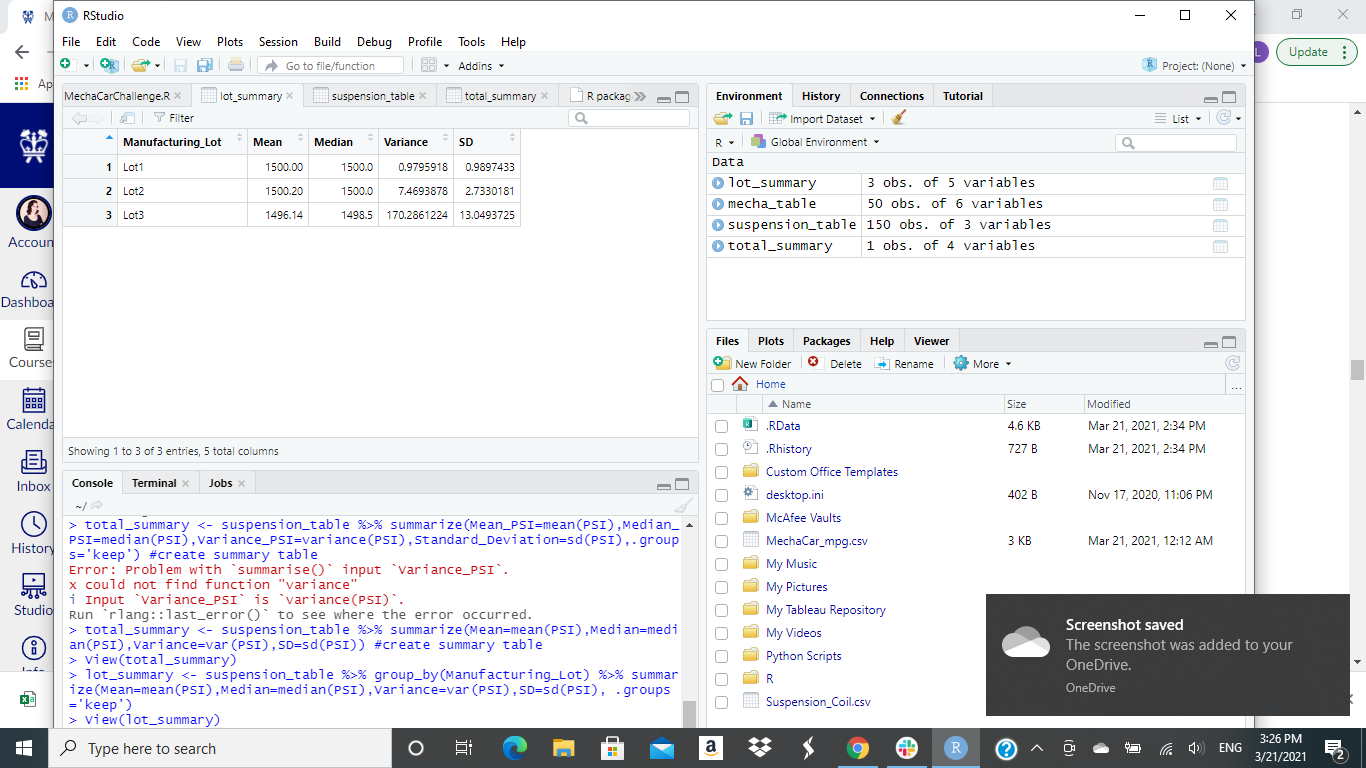 RStudio
File Edit Code View Plots Session Build Debug Profile Tools Help
Go to file/function Addins Project: (None)
Update
MechaCarChallenge.R lot_summary suspension_table total_summary R packag
Filter
Manufacturing_Lot Mean Median Variance SD
1 Lot1 1500.00 1500.0 0.9795918 0.9897433
2 Lot2 1500.20 1500.0 7.4693878 2.7330181
3 Lot3 1496.14 1498.5 170.2861224 13.0493725
Showing 1 to 3 of 3 entries, 5 total columns
Console Terminal Jobs
~/
> total_summary <- suspension_table %>% summarize(Mean_PSI=mean(PSI),Median_
PSI=median(PSI),Variance_PSI=variance(PSI),Standard_Deviation=sd(PSI),.group
s='keep') #create summary table
Error: Problem with `summarise()` input `Variance_PSI`.
x could not find function "variance"
i Input `Variance_PSI` is `variance(PSI)`.
Run `rlang::last_error()` to see where the error occurred.
> total_summary <- suspension_table %>% summarize(Mean=mean(PSI),Median=medi
an(PSI),Variance=var(PSI),SD=sd(PSI)) #create summary table
> View(total_summary)
> lot_summary <- suspension_table %>% group_by(Manufacturing_Lot) %>% summar
ize(Mean=mean(PSI),Median=median(PSI),Variance=var(PSI),SD=sd(PSI), .groups
='keep')
> View(lot_summary)
Environment History Connections Tutorial
Import Dataset List
R Global Environment
Data
lot_summary 3 obs. of 5 variables
mecha_table 50 obs. of 6 variables
suspension_table 150 obs. of 3 variables
total_summary 1 obs. of 4 variables
Files Plots Packages Help Viewer
New Folder Delete Rename More
Home ...
Name Size Modified
.RData 4.6 KB Mar 21, 2021, 2:34 PM
.Rhistory 727 B Mar 21, 2021, 2:34 PM
Custom Office Templates
desktop.ini 402 B Nov 17, 2020, 11:06 PM
McAfee Vaults
MechaCar_mpg.csv 3 KB Mar 21, 2021, 12:12 AM
My Music
My Pictures
My Tableau Repository
My Videos
Python Scripts
R
Suspension_Coil.csv
Screenshot saved
The screenshot was added to your
OneDrive.
OneDrive
M
Ap
Accoun
Dashboa
Course
Calenda
Inbox
History
Studio
Type here to search
ENG
3:26 PM
3/21/2021
2